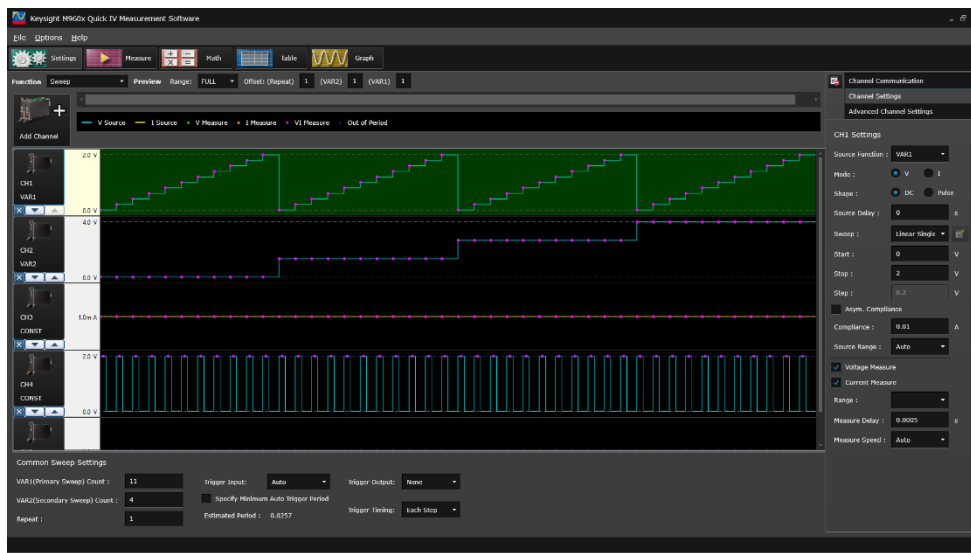 Keysight M960x Quick IV Measurement Software
File Options Help
Settings Measure Math Table Graph
Function Sweep Preview Range: FULL Offset: (Repeat) 1 (VAR2) 1 (VAR1) 1
Add Channel
V Source I Source V Measure I Measure VI Measure Out of Period
CH1
VAR1
2.0 V
0.0 V
CH2
VAR2
4.0 V
0.0 V
CH3
CONST
1.0m A
CH4
CONST
2.0 V
0.0 V
Common Sweep Settings
VAR1(Primary Sweep) Count : 11
VAR2(Secondary Sweep) Count : 4
Repeat : 1
Trigger Input: Auto
Specify Minimum Auto Trigger Period
Estimated Period : 0.0257
Trigger Output: None
Trigger Timing: Each Step
Channel Communication
Channel Settings
Advanced Channel Settings
CH1 Settings
Source Function : VAR1
Mode : V I
Shape : DC Pulse
Source Delay : 0 s
Sweep : Linear Single
Start : 0 V
Stop : 2 V
Step : 0.2 V
Asym. Compliance
Compliance : 0.01 A
Source Range : Auto
Voltage Measure
Current Measure
Range :
Measure Delay : 0.0005 s
Measure Speed : Auto